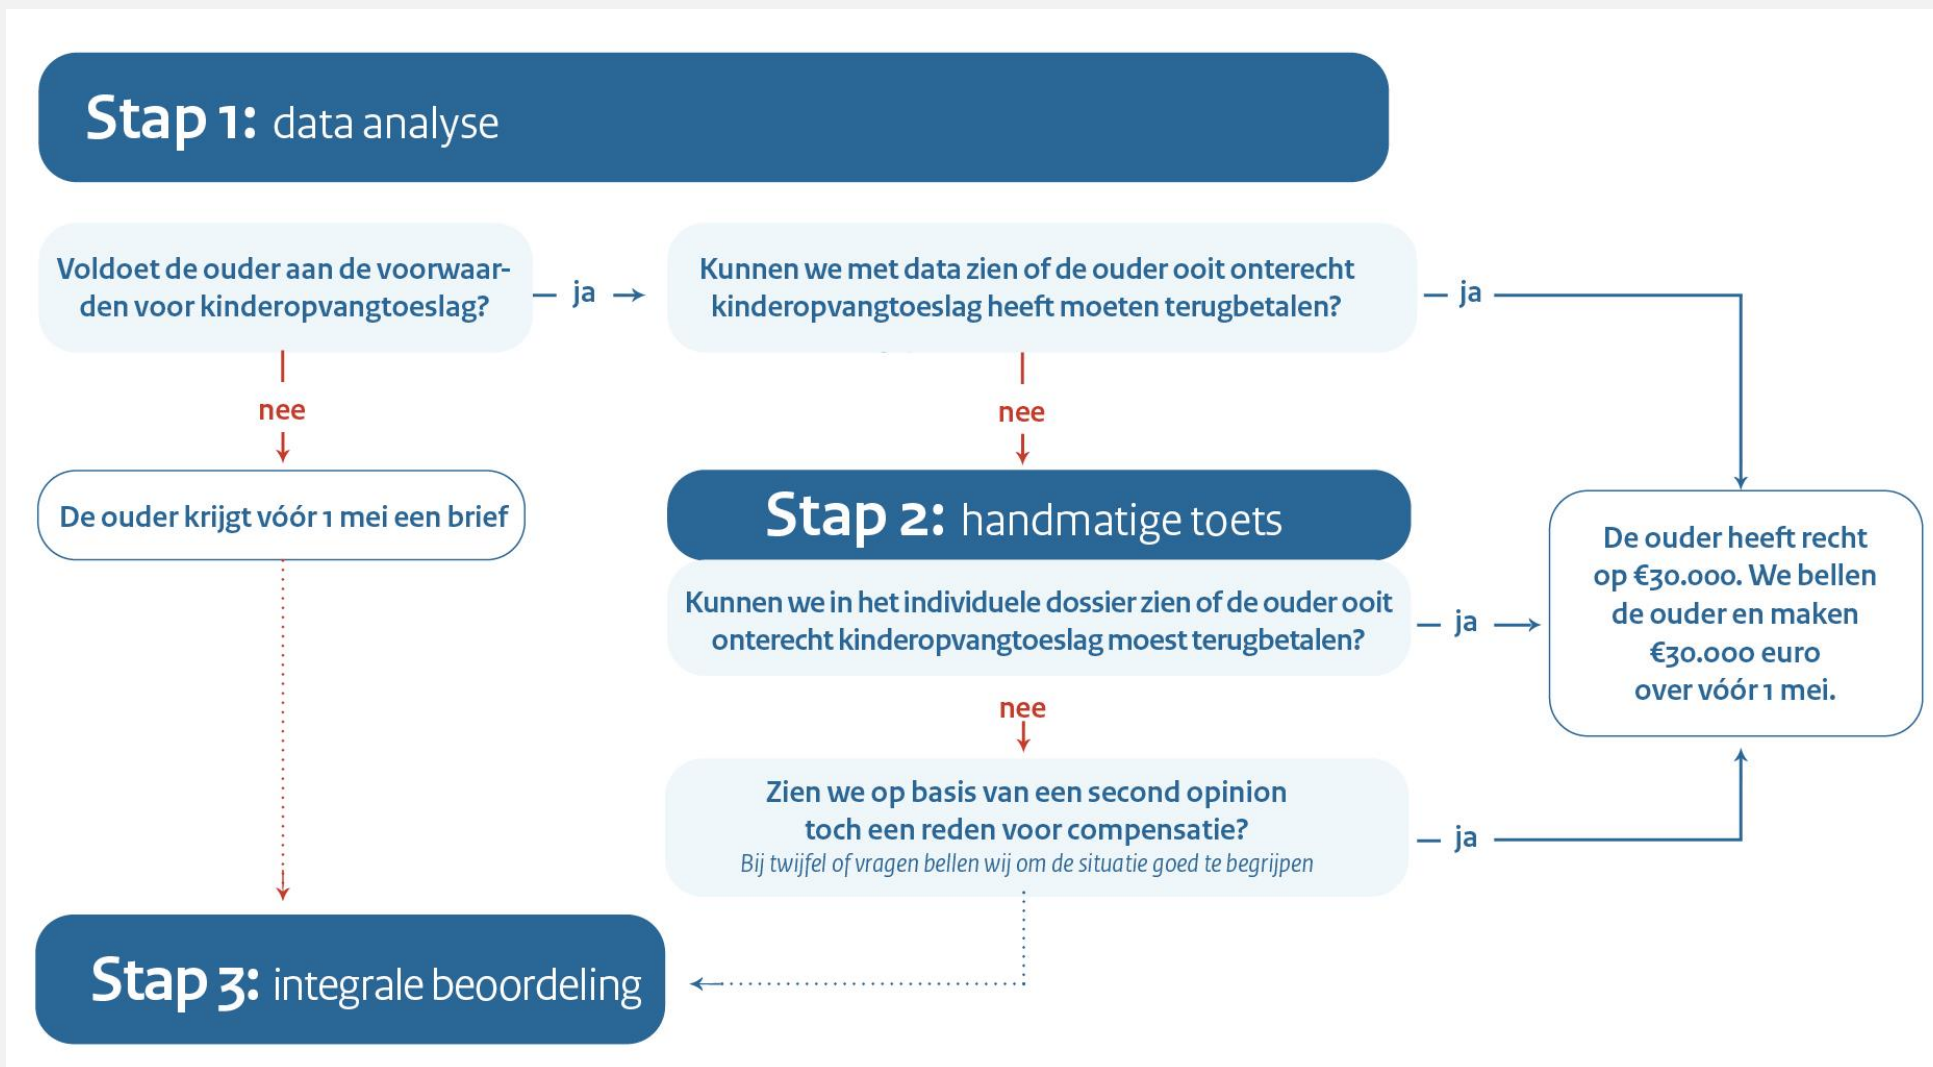 Stap 1: data analyse
Voldoet de ouder aan de voorwaar-
den voor kinderopvangtoeslag?
ja
Kunnen we met data zien of de ouder ooit onterecht
kinderopvangtoeslag heeft moeten terugbetalen?
ja
nee
nee
De ouder krijgt vóór 1 mei een brief
Stap 2: handmatige toets
Kunnen we in het individuele dossier zien of de ouder ooit
onterecht kinderopvangtoeslag moest terugbetalen?
ja
De ouder heeft recht
op €30.000. We bellen
de ouder en maken
€30.000 euro
over vóór 1 mei.
nee
Zien we op basis van een second opinion
toch een reden voor compensatie?
Bij twijfel of vragen bellen wij om de situatie goed te begrijpen
ja
Stap 3: integrale beoordeling